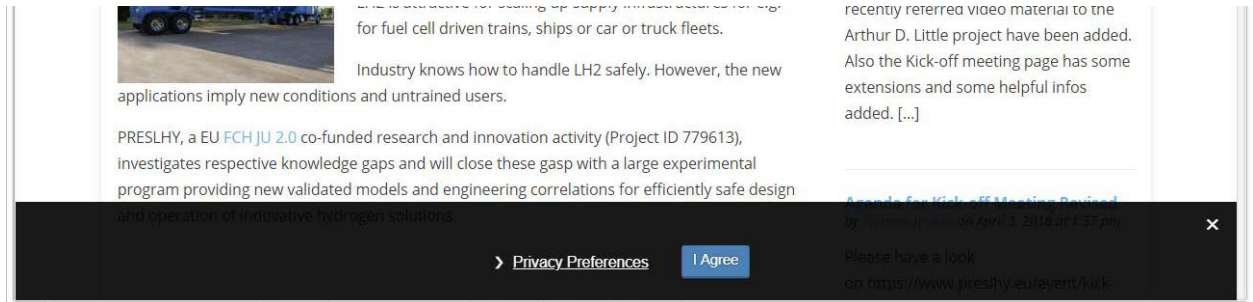 for fuel cell driven trains, ships or car or truck fleets.
Industry knows how to handle LH2 safely. However, the new
applications imply new conditions and untrained users.
PRESLHY, a EU FCH JU 2.0 co-funded research and innovation activity (Project ID 779613),
investigates respective knowledge gaps and will close these gasp with a large experimental
program providing new validated models and engineering correlations for efficiently safe design
and operation of innovative hydrogen solutions.
recently referred video material to the
Arthur D. Little project have been added.
Also the Kick-off meeting page has some
extensions and some helpful infos
added. […]
Agenda for Kick-off Meeting Revised
by on April 3, 2018 at 1:57 pm
Please have a look
on https://www.preslhy.eu/event/kick-
❯ Privacy Preferences
I Agree
×